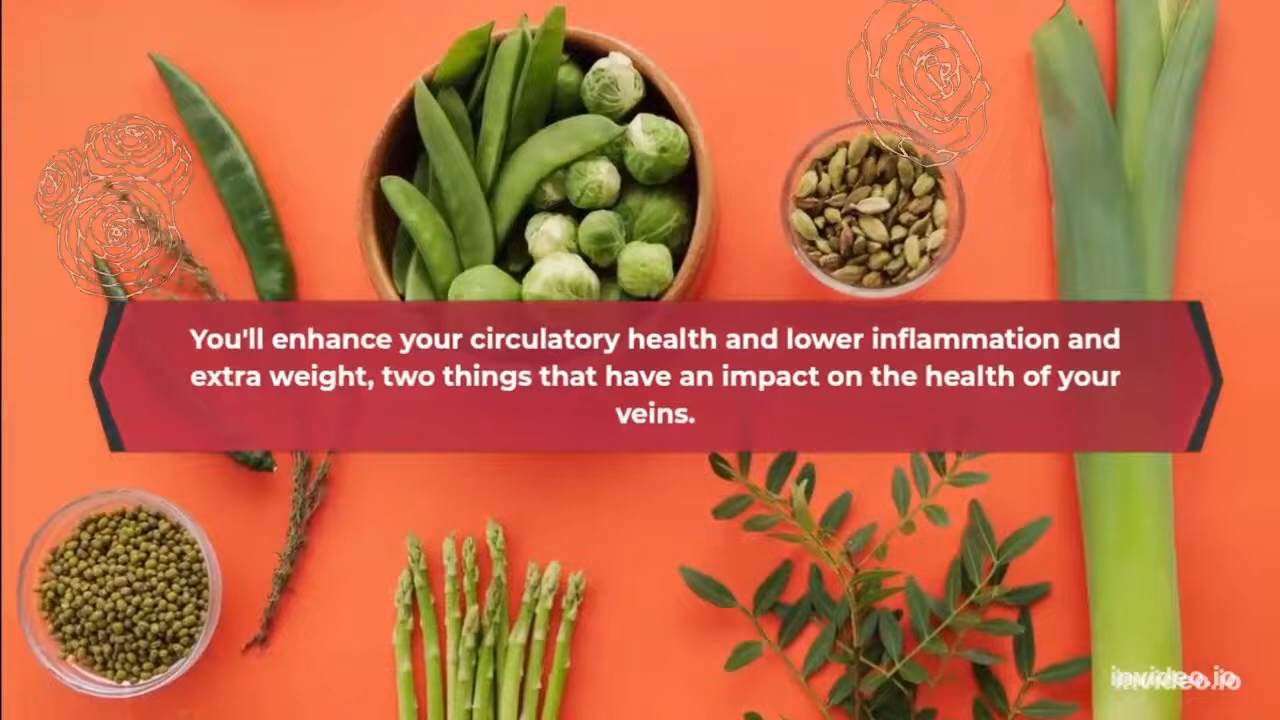 You'll enhance your circulatory health and lower inflammation and
extra weight, two things that have an impact on the health of your
veins.
invideo.io